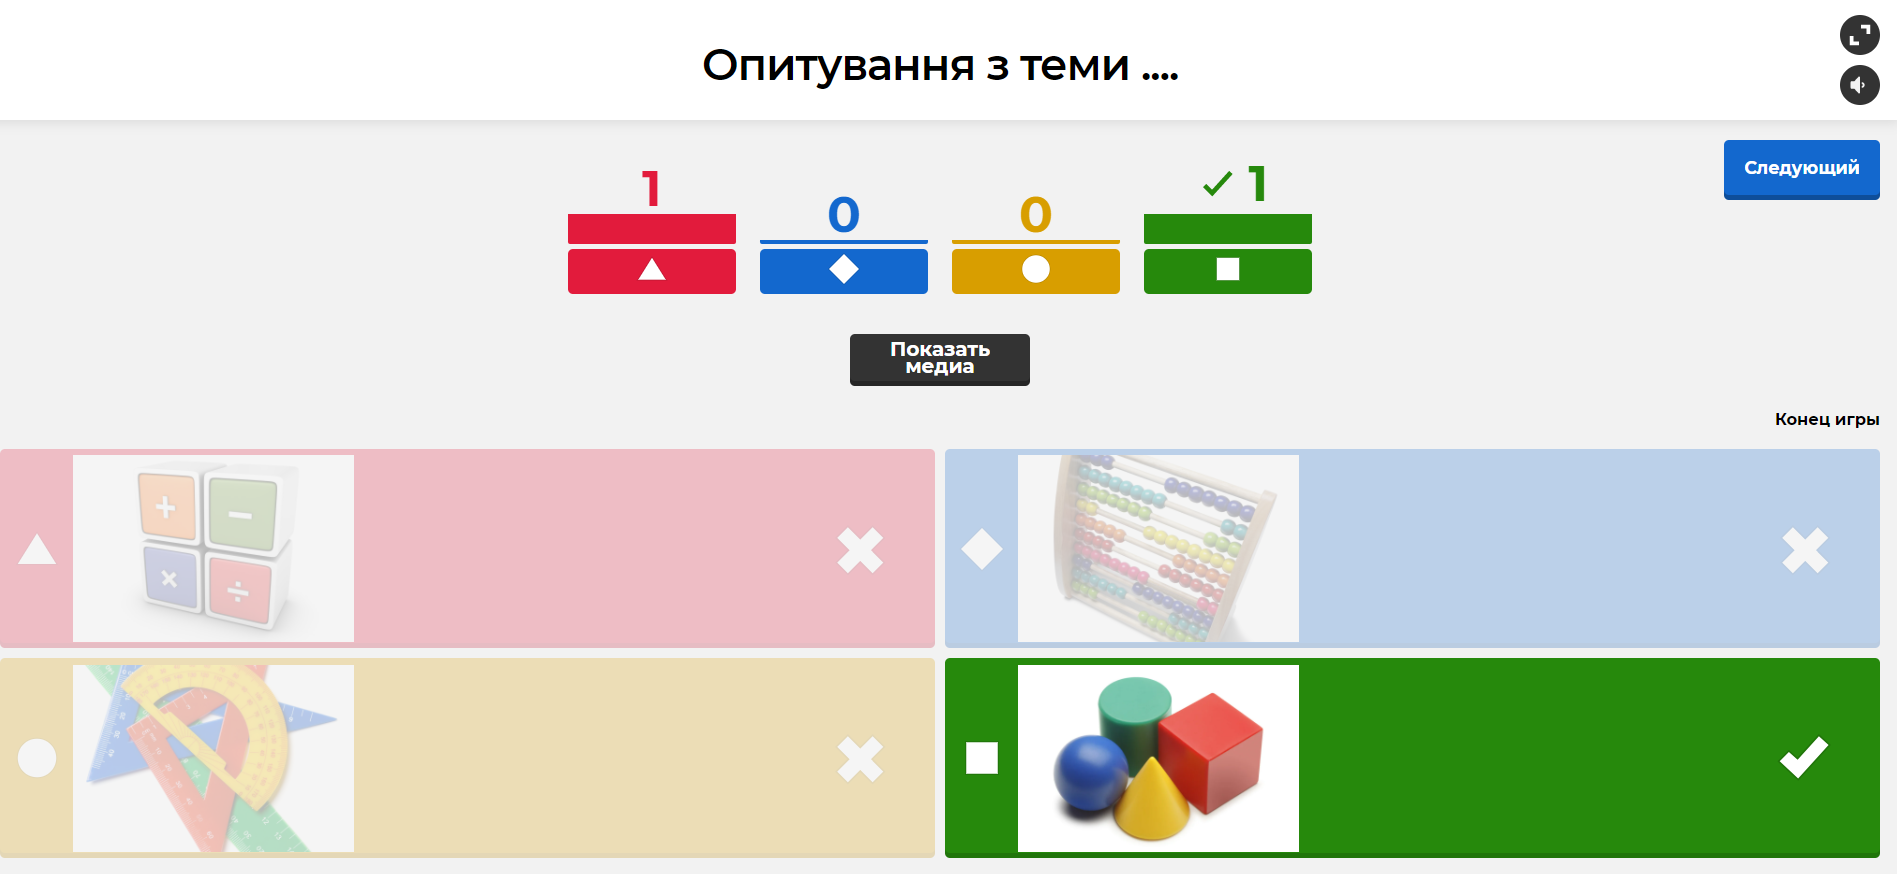 Опитування з теми ....
Следующий
1
0
0
1
Показать
медиа
Конец игры
+
−
×
÷